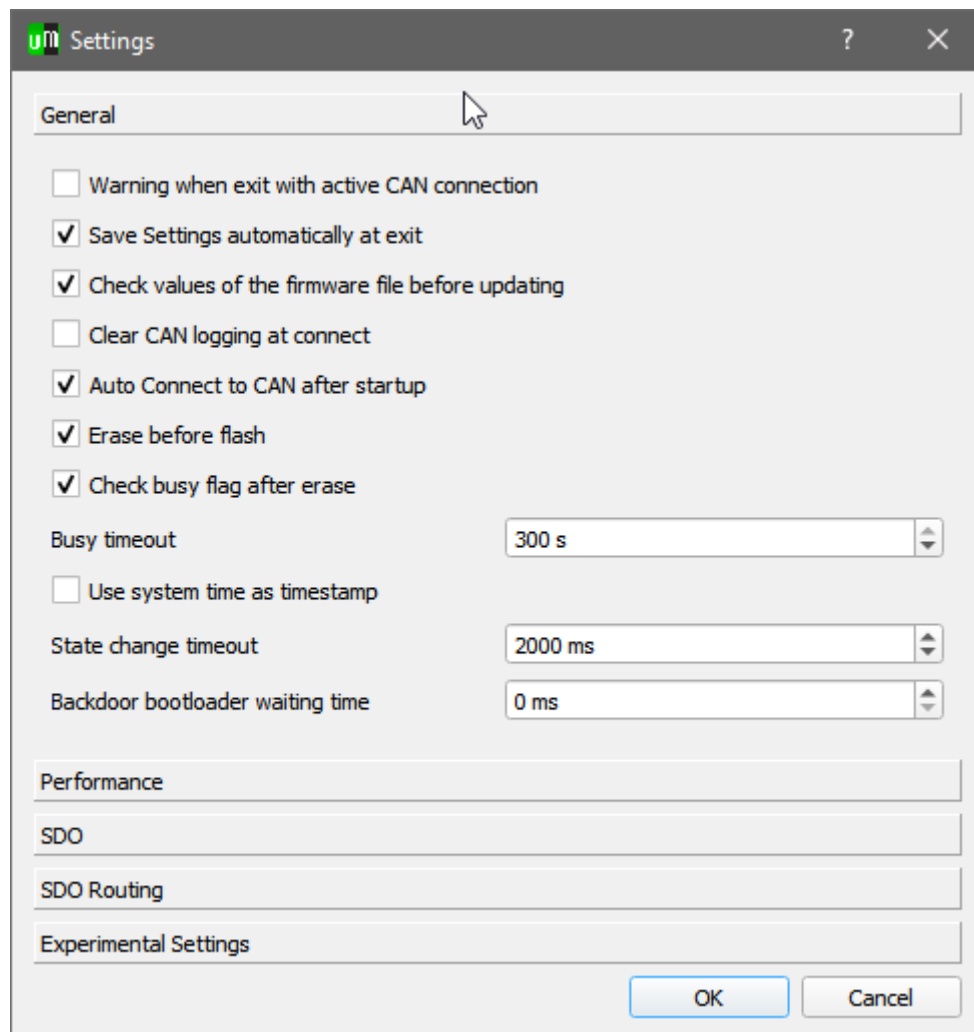 um Settings ?
General
Warning when exit with active CAN connection
Save Settings automatically at exit
Check values of the firmware file before updating
Clear CAN logging at connect
Auto Connect to CAN after startup
Erase before flash
Check busy flag after erase
Busy timeout 300 s
Use system time as timestamp
State change timeout 2000 ms
Backdoor bootloader waiting time 0 ms
Performance
SDO
SDO Routing
Experimental Settings
OK Cancel